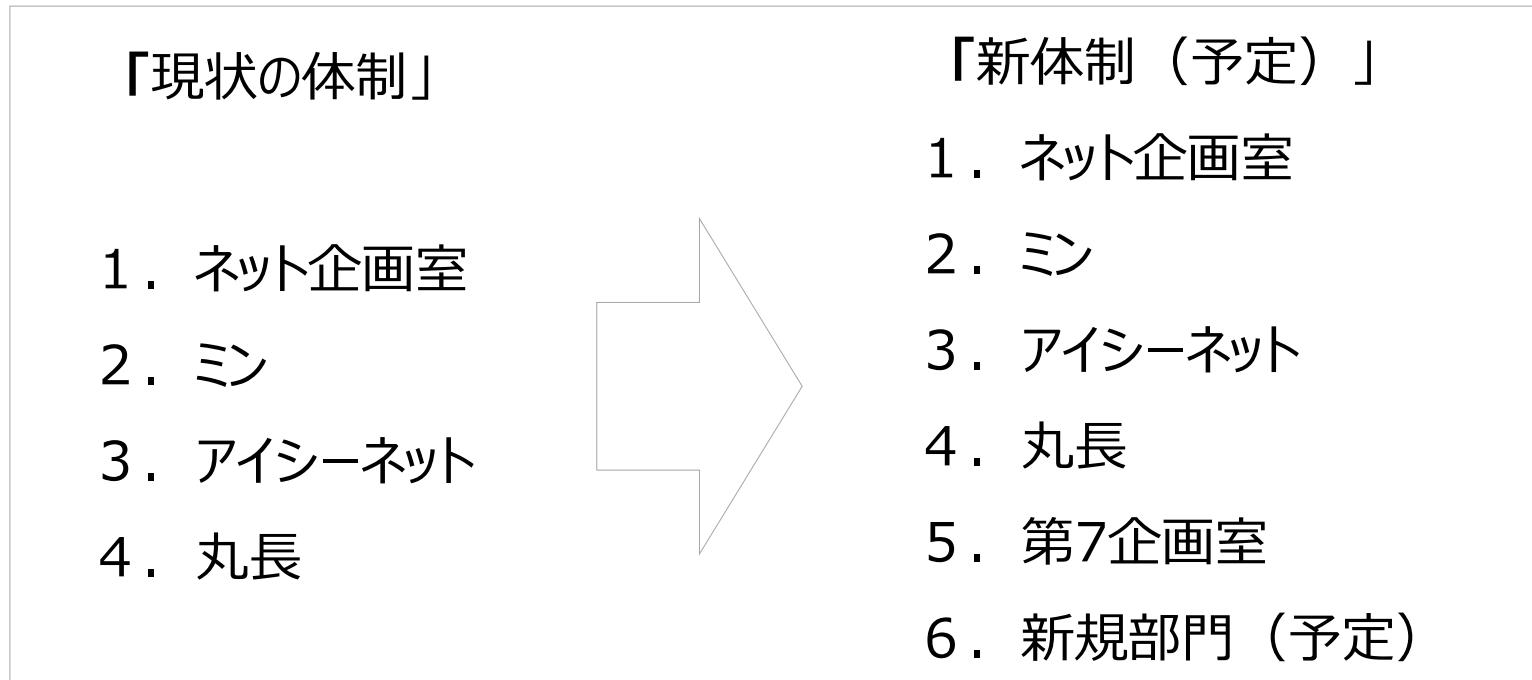 「現状の体制」
１．ネット企画室
２．ミン
３．アイシーネット
４．丸長
「新体制（予定）」
１．ネット企画室
２．ミン
３．アイシーネット
４．丸長
５．第7企画室
６．新規部門（予定）